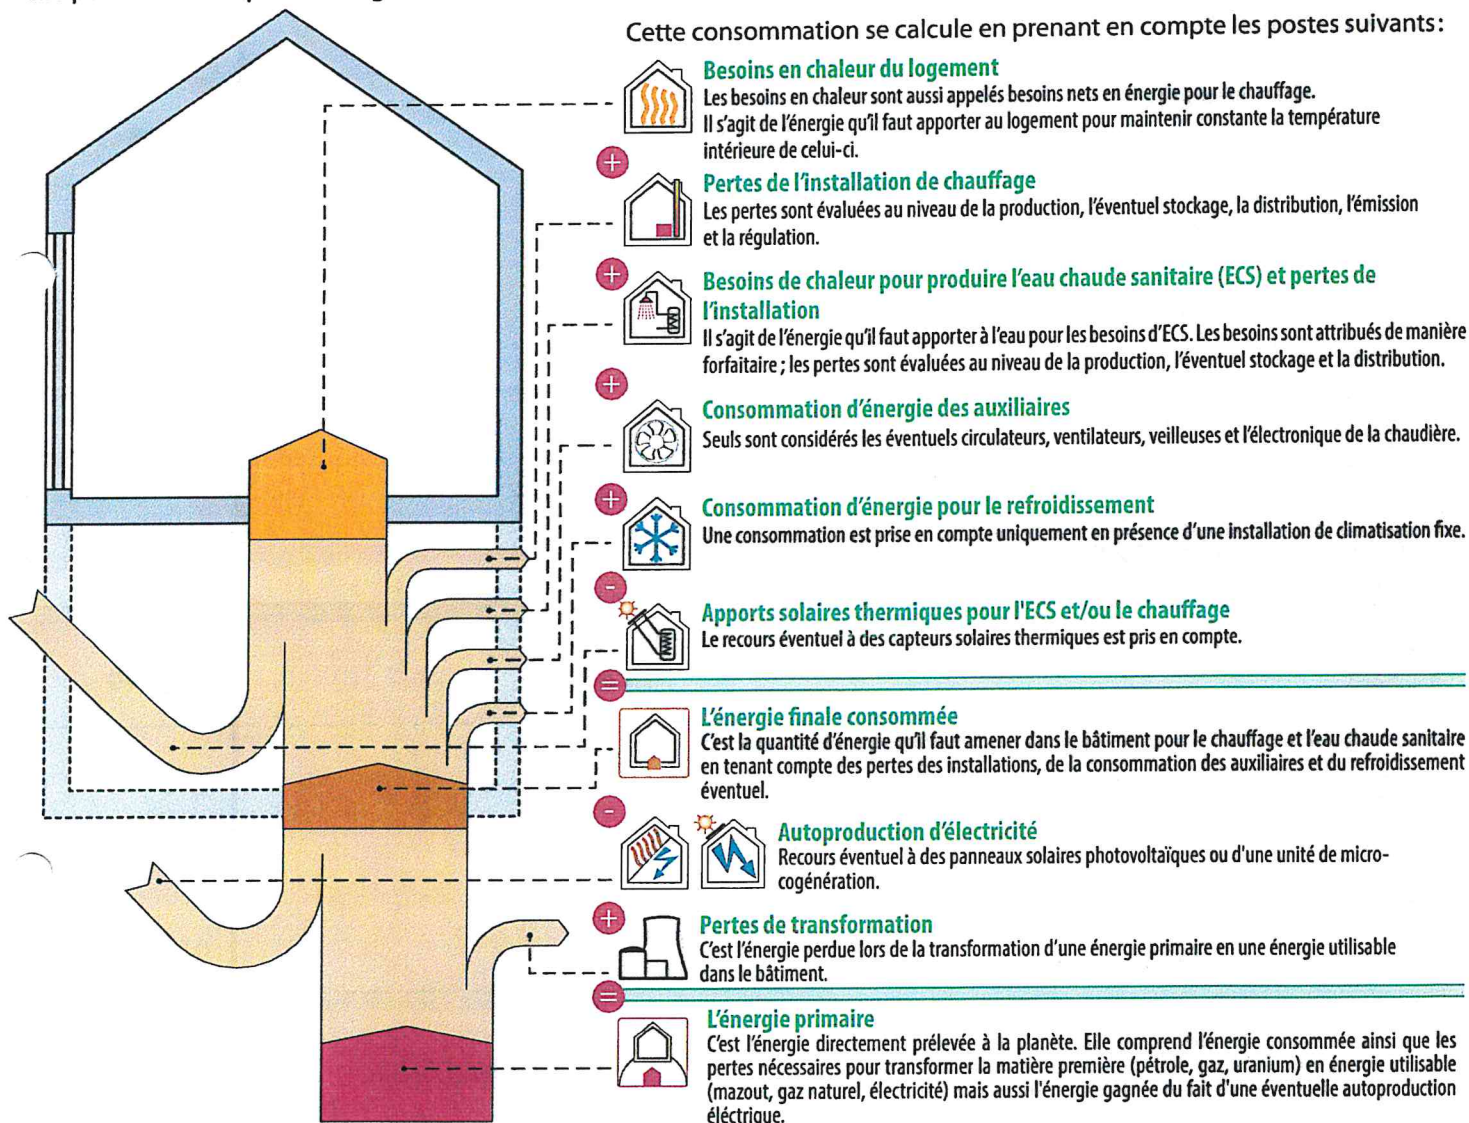 Cette consommation se calcule en prenant en compte les postes suivants:
Besoins en chaleur du logement
Les besoins en chaleur sont aussi appelés besoins nets en énergie pour le chauffage.
Il s'agit de l'énergie qu'il faut apporter au logement pour maintenir constante la température
intérieure de celui-ci.
+
Pertes de l'installation de chauffage
Les pertes sont évaluées au niveau de la production, l'éventuel stockage, la distribution, l'émission
et la régulation.
+
Besoins de chaleur pour produire l'eau chaude sanitaire (ECS) et pertes de
l'installation
Il s'agit de l'énergie qu'il faut apporter à l'eau pour les besoins d'ECS. Les besoins sont attribués de manière
forfaitaire ; les pertes sont évaluées au niveau de la production, l'éventuel stockage et la distribution.
+
Consommation d'énergie des auxiliaires
Seuls sont considérés les éventuels circulateurs, ventilateurs, veilleuses et l'électronique de la chaudière.
+
Consommation d'énergie pour le refroidissement
Une consommation est prise en compte uniquement en présence d'une installation de climatisation fixe.
-
Apports solaires thermiques pour l'ECS et/ou le chauffage
Le recours éventuel à des capteurs solaires thermiques est pris en compte.
=
L'énergie finale consommée
C'est la quantité d'énergie qu'il faut amener dans le bâtiment pour le chauffage et l'eau chaude sanitaire
en tenant compte des pertes des installations, de la consommation des auxiliaires et du refroidissement
éventuel.
-
Autoproduction d'électricité
Recours éventuel à des panneaux solaires photovoltaïques ou d'une unité de micro-
cogénération.
+
Pertes de transformation
C'est l'énergie perdue lors de la transformation d'une énergie primaire en une énergie utilisable
dans le bâtiment.
=
L'énergie primaire
C'est l'énergie directement prélevée à la planète. Elle comprend l'énergie consommée ainsi que les
pertes nécessaires pour transformer la matière première (pétrole, gaz, uranium) en énergie utilisable
(mazout, gaz naturel, électricité) mais aussi l'énergie gagnée du fait d'une éventuelle autoproduction
éléctrique.